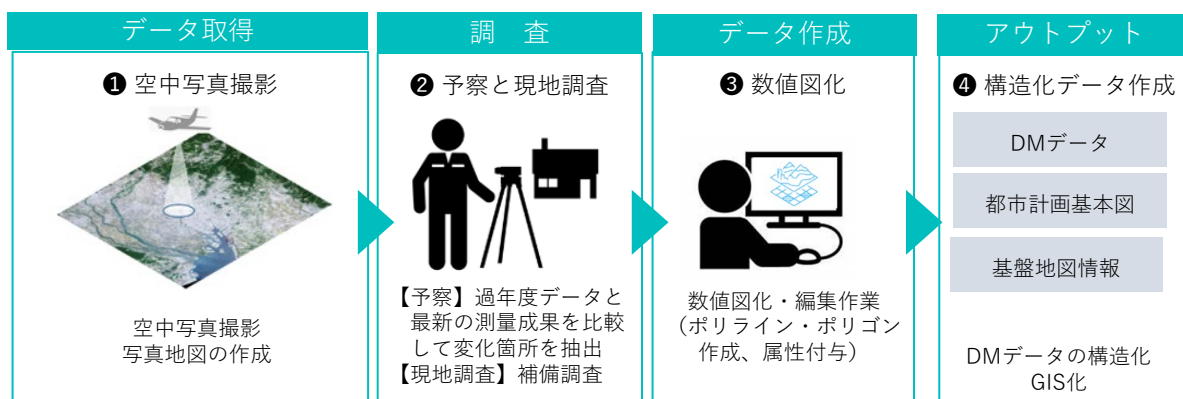 データ取得
❶ 空中写真撮影
空中写真撮影
写真地図の作成
調　査
❷ 予察と現地調査
【予察】過年度データと
最新の測量成果を比較
して変化箇所を抽出
【現地調査】補備調査
データ作成
❸ 数値図化
数値図化・編集作業
（ポリライン・ポリゴン
作成、属性付与）
アウトプット
❹ 構造化データ作成
DMデータ
都市計画基本図
基盤地図情報
DMデータの構造化
GIS化